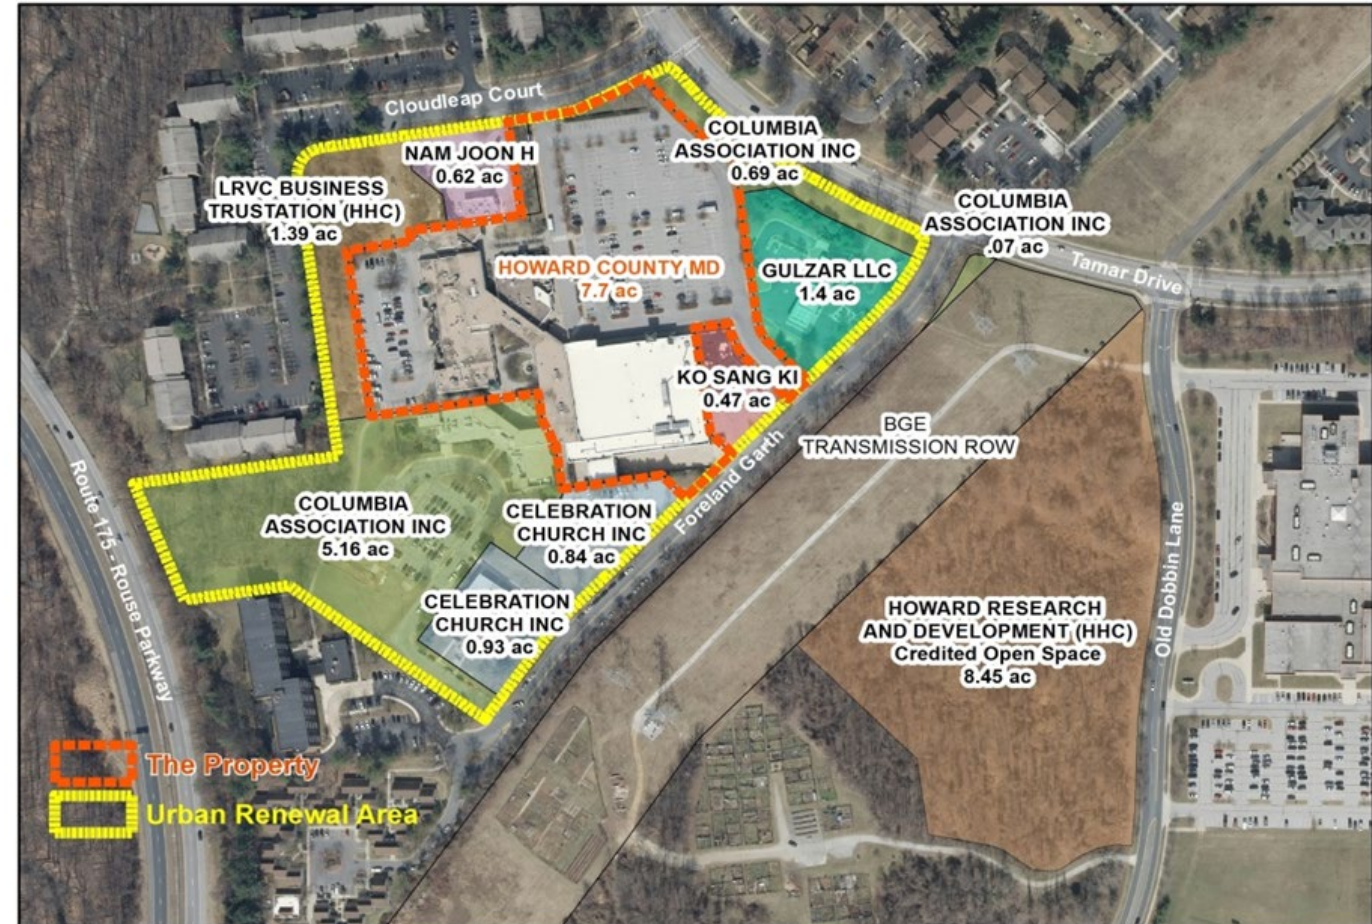 Cloudleap Court
NAM JOON H
0.62 ac
COLUMBIA
ASSOCIATION INC
0.69 ac
LRVC BUSINESS
TRUSTATION (HHC)
1.39 ac
COLUMBIA
ASSOCIATION INC
.07 ac
HOWARD COUNTY MD
7.7 ac
GULZAR LLC
1.4 ac
Tamar Drive
KO SANG KI
0.47 ac
BGE
TRANSMISSION ROW
Foreland Garth
Route 175 - Rouse Parkway
COLUMBIA
ASSOCIATION INC
5.16 ac
CELEBRATION
CHURCH INC
0.84 ac
CELEBRATION
CHURCH INC
0.93 ac
HOWARD RESEARCH
AND DEVELOPMENT (HHC)
Credited Open Space
8.45 ac
Old Dobbin Lane
The Property
Urban Renewal Area